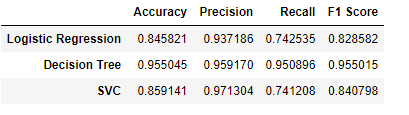 Accuracy Precision Recall F1 Score
Logistic Regression 0.845821 0.937186 0.742535 0.828582
Decision Tree 0.955045 0.959170 0.950896 0.955015
SVC 0.859141 0.971304 0.741208 0.840798